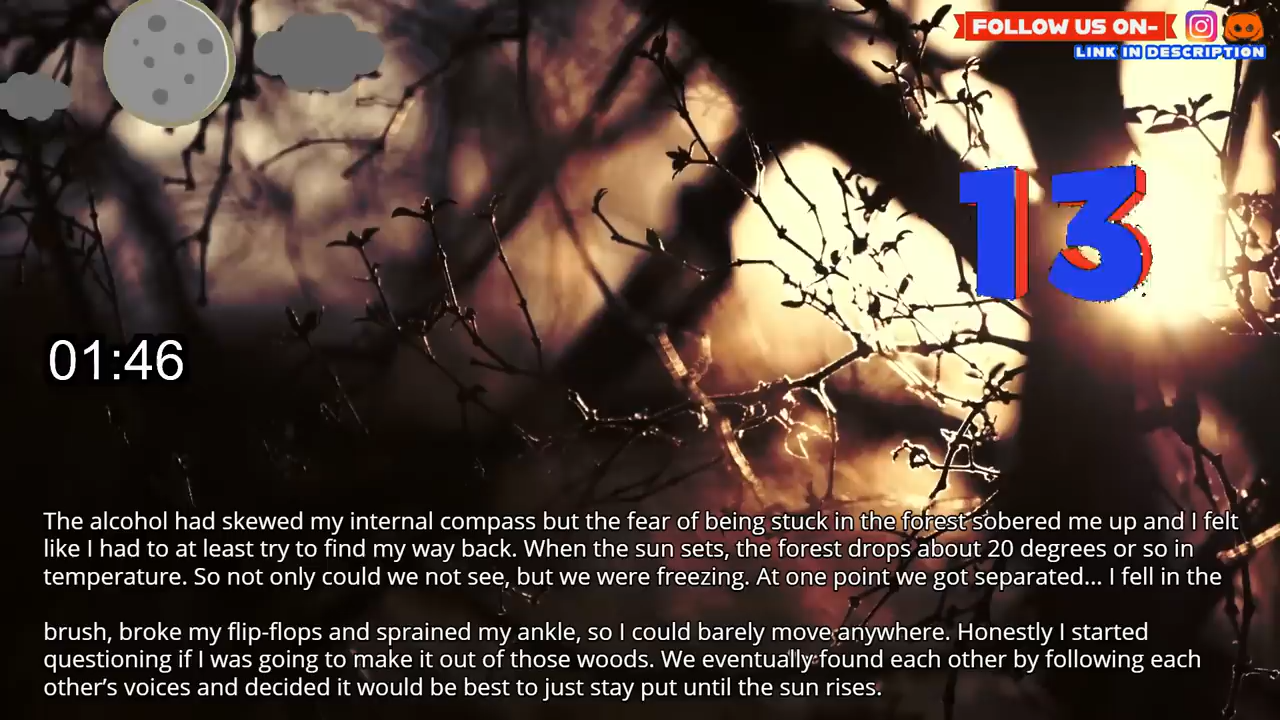 FOLLOW US ON-
LINK IN DESCRIPTION
13
01:46
The alcohol had skewed my internal compass but the fear of being stuck in the forest sobered me up and I felt
like I had to at least try to find my way back. When the sun sets, the forest drops about 20 degrees or so in
temperature. So not only could we not see, but we were freezing. At one point we got separated... I fell in the
brush, broke my flip-flops and sprained my ankle, so I could barely move anywhere. Honestly I started
questioning if I was going to make it out of those woods. We eventually found each other by following each
other’s voices and decided it would be best to just stay put until the sun rises.